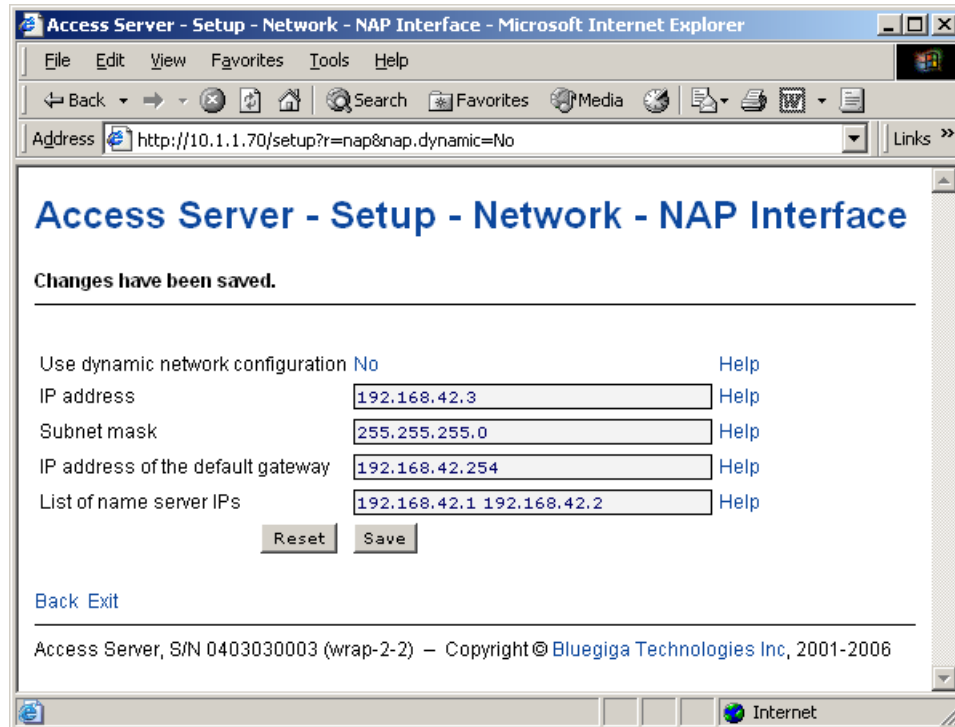 Access Server - Setup - Network - NAP Interface - Microsoft Internet Explorer
File Edit View Favorites Tools Help
Back Search Favorites Media
Address http://10.1.1.70/setup?r=nap&nap.dynamic=No Links »
Access Server - Setup - Network - NAP Interface
Changes have been saved.
Use dynamic network configuration No Help
IP address 192.168.42.3 Help
Subnet mask 255.255.255.0 Help
IP address of the default gateway 192.168.42.254 Help
List of name server IPs 192.168.42.1 192.168.42.2 Help
Reset Save
Back Exit
Access Server, S/N 0403030003 (wrap-2-2) — Copyright © Bluegiga Technologies Inc, 2001-2006
Internet